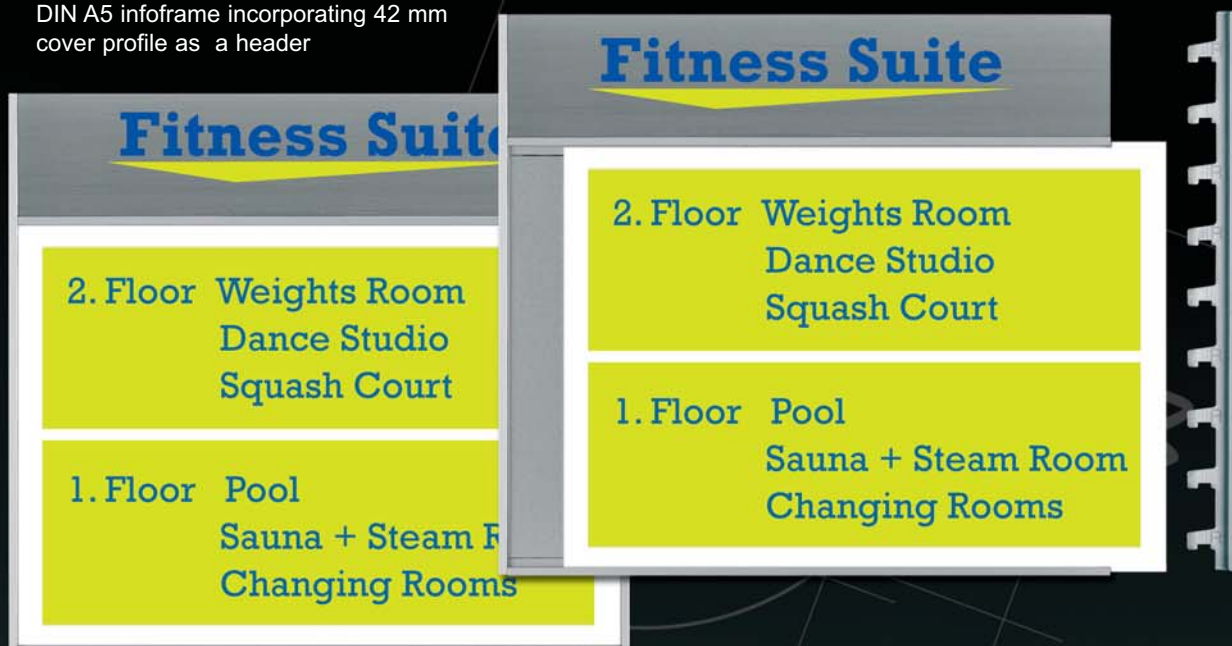 DIN A5 infoframe incorporating 42 mm
cover profile as a header
Fitness Suite
2. Floor Weights Room
Dance Studio
Squash Court
1. Floor Pool
Sauna + Steam R
Changing Rooms
Fitness Suite
2. Floor Weights Room
Dance Studio
Squash Court
1. Floor Pool
Sauna + Steam Room
Changing Rooms